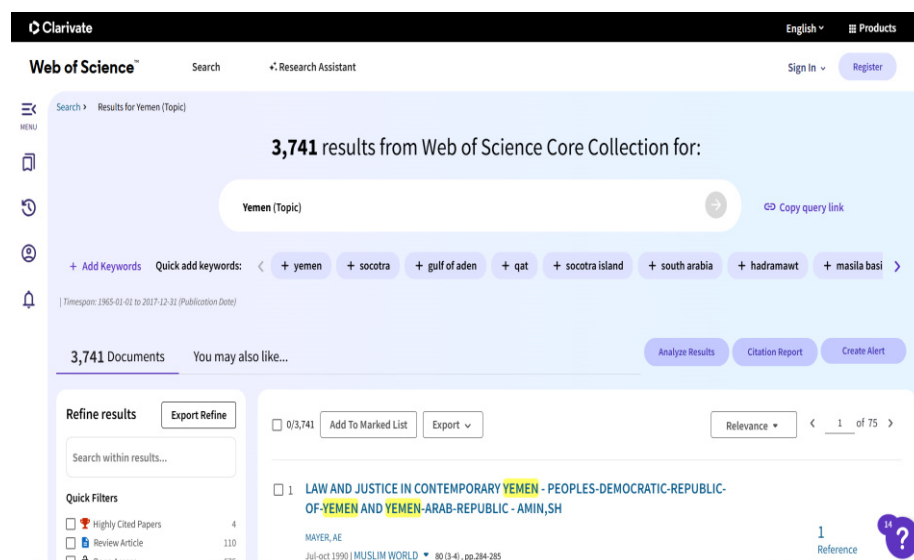 Clarivate
English
Products
Web of Science™
Search
Research Assistant
Sign In
Register
MENU
Search > Results for Yemen (Topic)
3,741 results from Web of Science Core Collection for:
Yemen (Topic)
Copy query link
+ Add Keywords Quick add keywords: + yemen + socotra + gulf of aden + qat + socotra island + south arabia + hadramawt + masila basi
| Timespan: 1965-01-01 to 2017-12-31 (Publication Date)
3,741 Documents You may also like...
Analyze Results Citation Report Create Alert
Refine results Export Refine
0/3,741 Add To Marked List Export
Relevance 1 of 75
Search within results...
Quick Filters
Highly Cited Papers 4
Review Article 110
1 LAW AND JUSTICE IN CONTEMPORARY YEMEN - PEOPLES-DEMOCRATIC-REPUBLIC-
OF-YEMEN AND YEMEN-ARAB-REPUBLIC - AMIN,SH
MAYER, AE
Jul-oct 1990 | MUSLIM WORLD 80 (3-4) , pp.284-285
1
Reference
14
?